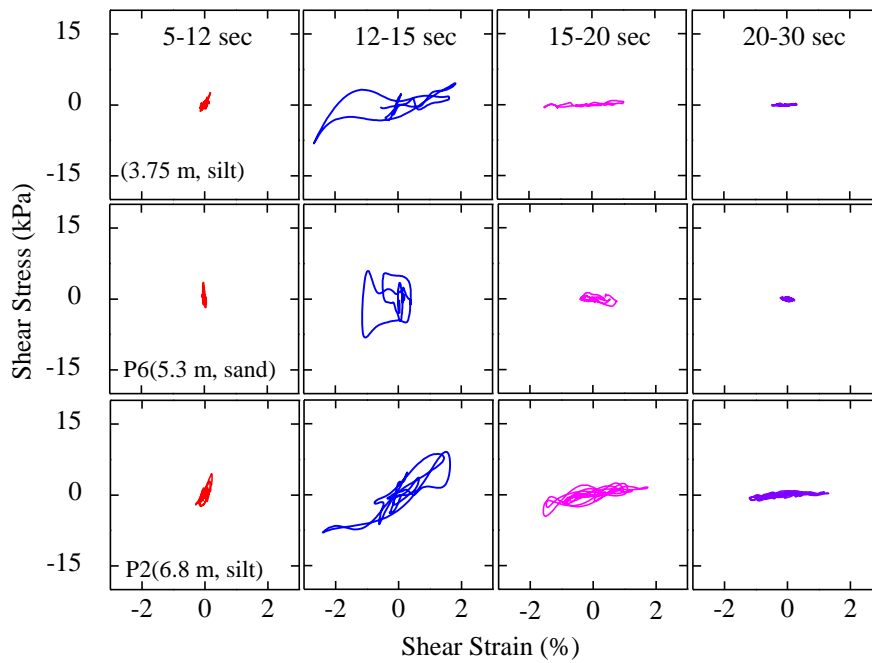 5-12 sec 12-15 sec 15-20 sec 20-30 sec
15
0
-15
(3.75 m, silt)
15
0
-15
P6(5.3 m, sand)
15
0
-15
P2(6.8 m, silt)
-2 0 2 -2 0 2 -2 0 2 -2 0 2
Shear Stress (kPa)
Shear Strain (%)